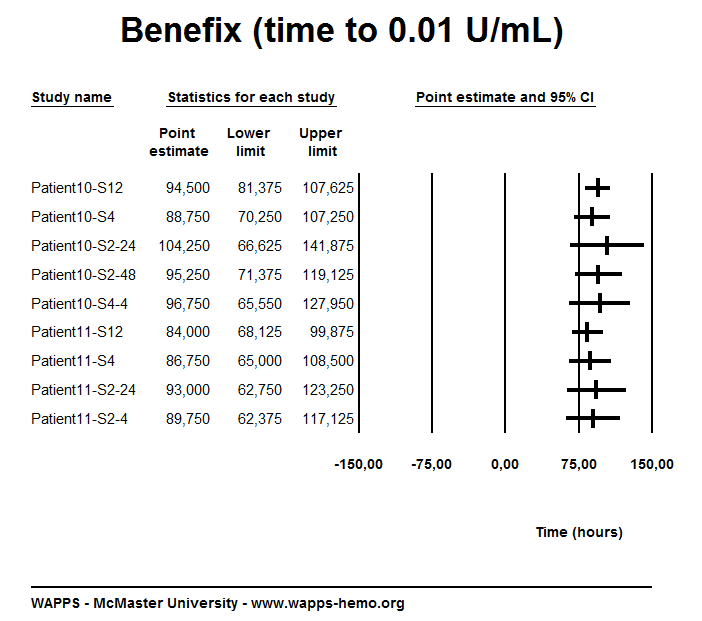 Benefix (time to 0.01 U/mL)
Study name Statistics for each study Point estimate and 95% CI
Point Lower Upper
estimate limit limit
Patient10-S12 94,500 81,375 107,625
Patient10-S4 88,750 70,250 107,250
Patient10-S2-24 104,250 66,625 141,875
Patient10-S2-48 95,250 71,375 119,125
Patient10-S4-4 96,750 65,550 127,950
Patient11-S12 84,000 68,125 99,875
Patient11-S4 86,750 65,000 108,500
Patient11-S2-24 93,000 62,750 123,250
Patient11-S2-4 89,750 62,375 117,125
-150,00 -75,00 0,00 75,00 150,00
Time (hours)
WAPPS - McMaster University - www.wapps-hemo.org